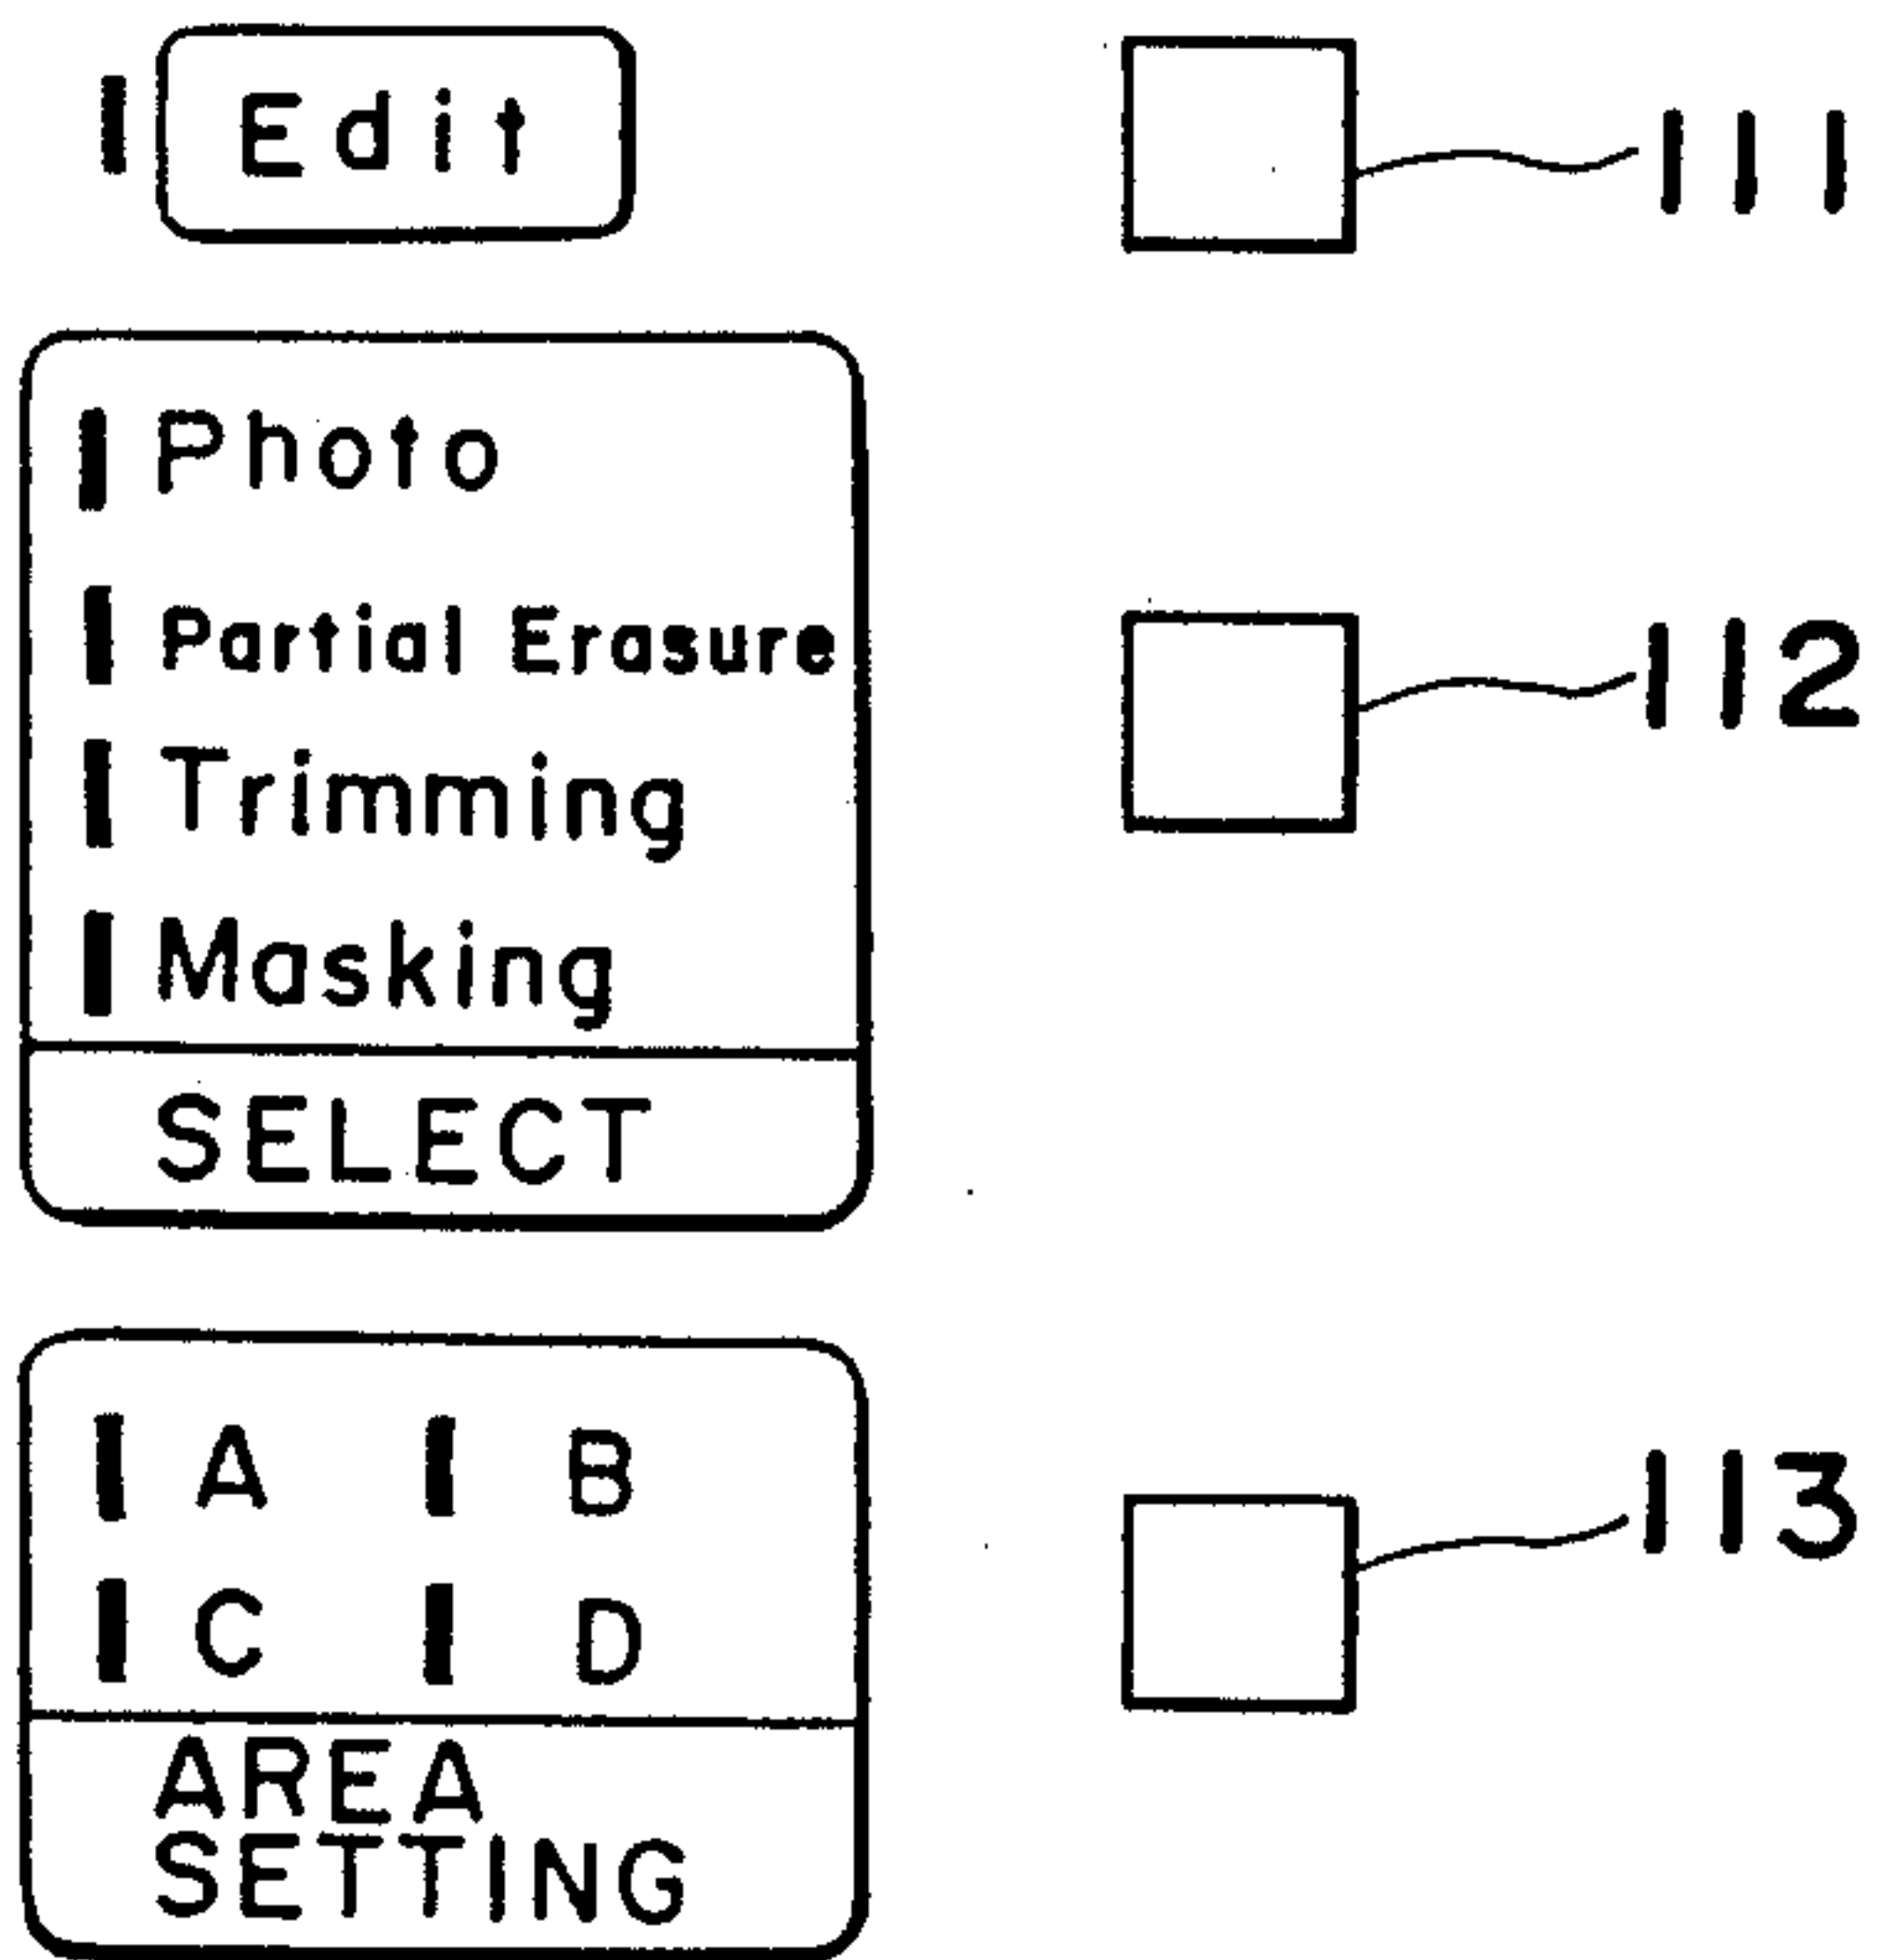 Edit
111
Photo
Partial Erasure
Trimming
Masking
SELECT
112
A B
C D
AREA
SETTING
113